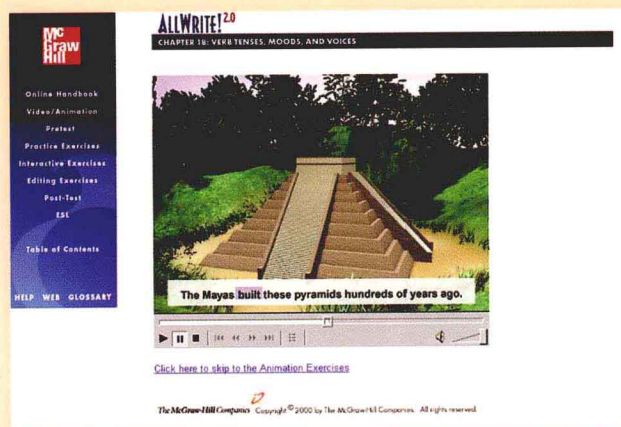 Mc
Graw
Hill
ALLWRITE! 2.0
CHAPTER 18: VERB TENSES, MOODS, AND VOICES
Online Handbook
Video/Animation
Pretest
Practice Exercises
Interactive Exercises
Editing Exercises
Post-Test
ESL
Table of Contents
HELP WEB GLOSSARY
The Mayas built these pyramids hundreds of years ago.
Click here to skip to the Animation Exercises
The McGraw-Hill Companies Copyright © 2000 by The McGraw-Hill Companies. All rights reserved.